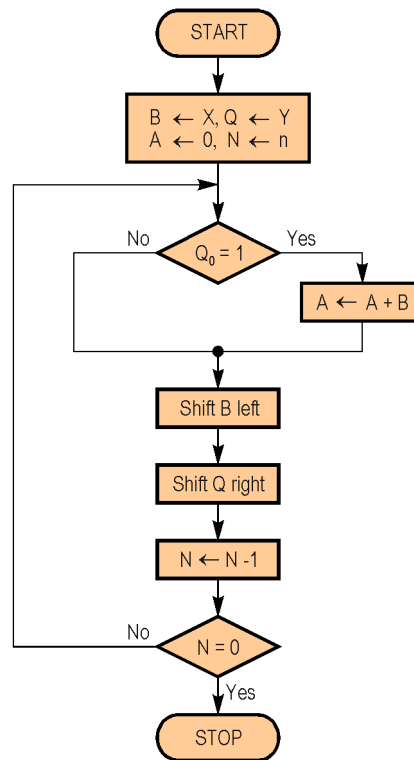 START
B ← X, Q ← Y
A ← 0, N ← n
No
Yes
Q₀ = 1
A ← A + B
Shift B left
Shift Q right
N ← N -1
No
N = 0
Yes
STOP